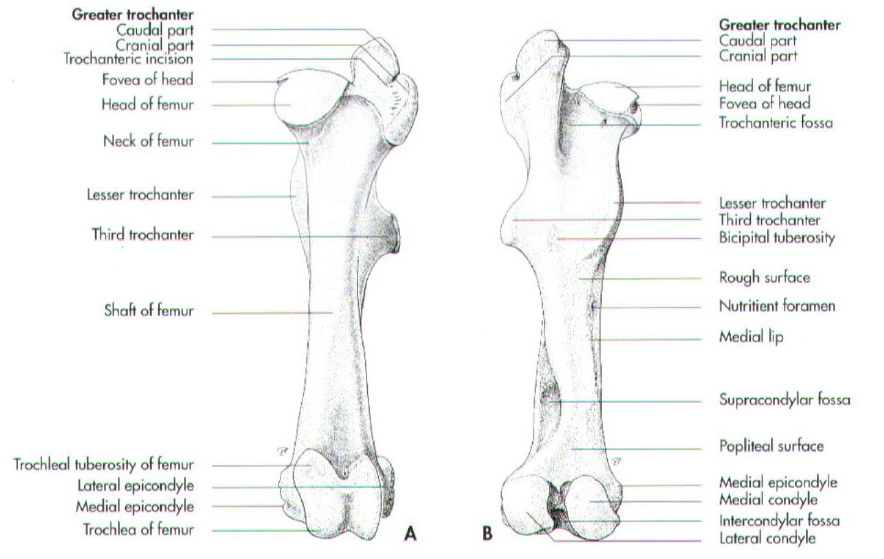 Greater trochanter
Caudal part
Cranial part
Trochanteric incision
Fovea of head
Head of femur
Neck of femur
Lesser trochanter
Third trochanter
Shaft of femur
Trochleal tuberosity of femur
Lateral epicondyle
Medial epicondyle
Trochlea of femur
A
B
Greater trochanter
Caudal part
Cranial part
Head of femur
Fovea of head
Trochanteric fossa
Lesser trochanter
Third trochanter
Bicipital tuberosity
Rough surface
Nutritient foramen
Medial lip
Supracondylar fossa
Popliteal surface
Medial epicondyle
Medial condyle
Intercondylar fossa
Lateral condyle